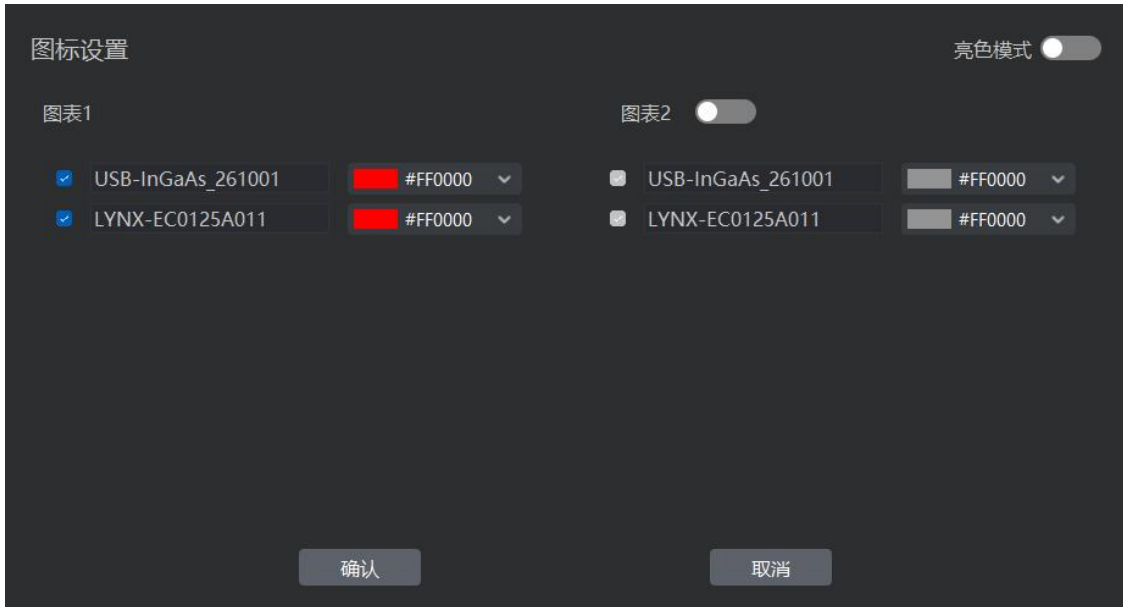 图标设置 亮色模式
图表1 图表2
USB-InGaAs_261001 #FF0000 USB-InGaAs_261001 #FF0000
LYNX-EC0125A011 #FF0000 LYNX-EC0125A011 #FF0000
确认 取消